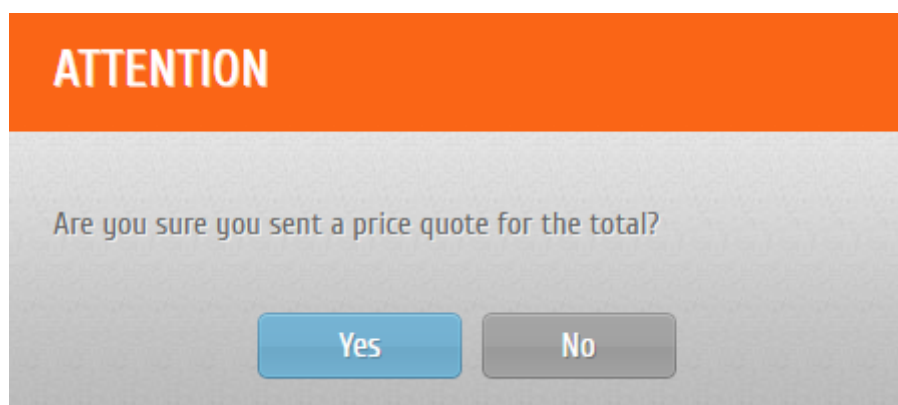 ATTENTION
Are you sure you sent a price quote for the total?
Yes
No